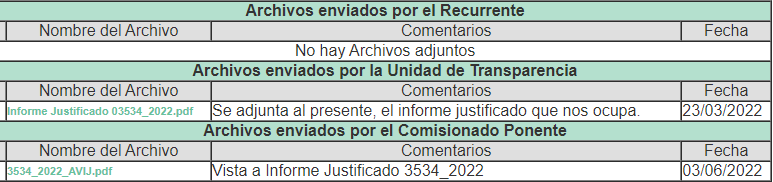 Archivos enviados por el Recurrente
Nombre del Archivo Comentarios Fecha
No hay Archivos adjuntos
Archivos enviados por la Unidad de Transparencia
Nombre del Archivo Comentarios Fecha
Informe Justificado 03534_2022.pdf Se adjunta al presente, el informe justificado que nos ocupa. 23/03/2022
Archivos enviados por el Comisionado Ponente
Nombre del Archivo Comentarios Fecha
3534_2022_AVIJ.pdf Vista a Informe Justificado 3534_2022 03/06/2022